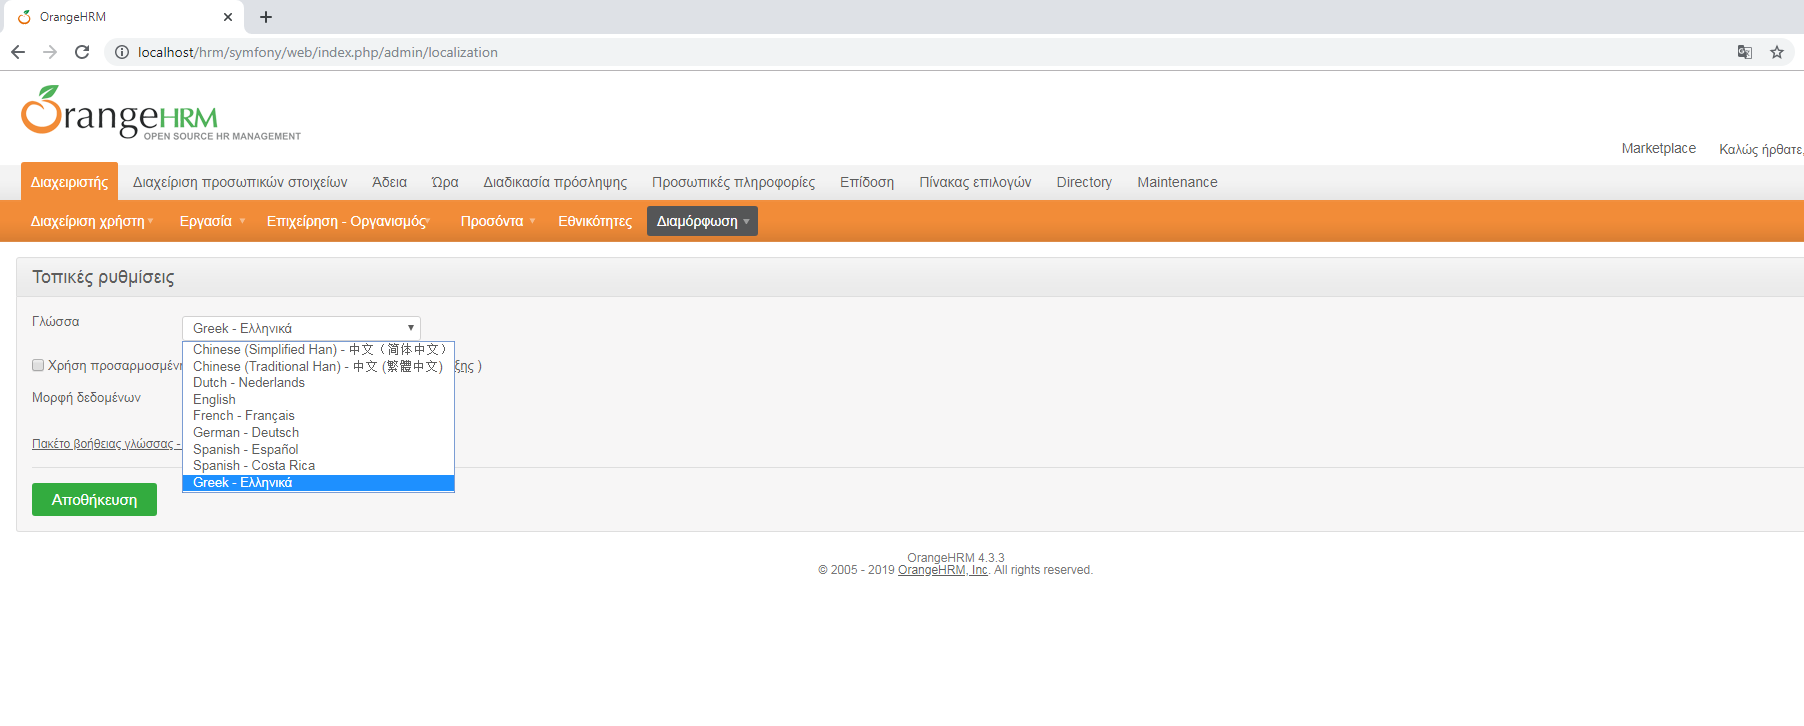 OrangeHRM
localhost/hrm/symfony/web/index.php/admin/localization
OrangeHRM
OPEN SOURCE HR MANAGEMENT
Marketplace Καλώς ήρθατε,
Διαχειριστής Διαχείριση προσωπικών στοιχείων Άδεια Ώρα Διαδικασία πρόσληψης Προσωπικές πληροφορίες Επίδοση Πίνακας επιλογών Directory Maintenance
Διαχείριση χρήστη Εργασία Επιχείρηση - Οργανισμός Προσόντα Εθνικότητες Διαμόρφωση
Τοπικές ρυθμίσεις
Γλώσσα Greek - Ελληνικά
Chinese (Simplified Han) - 中文（简体中文）
Chinese (Traditional Han) - 中文 (繁體中文)
Dutch - Nederlands
English
French - Français
German - Deutsch
Spanish - Español
Spanish - Costa Rica
Greek - Ελληνικά
Χρήση προσαρμοσμένη ξης )
Μορφή δεδομένων
Πακέτο βοήθειας γλώσσας -
Αποθήκευση
OrangeHRM 4.3.3
© 2005 - 2019 OrangeHRM, Inc. All rights reserved.